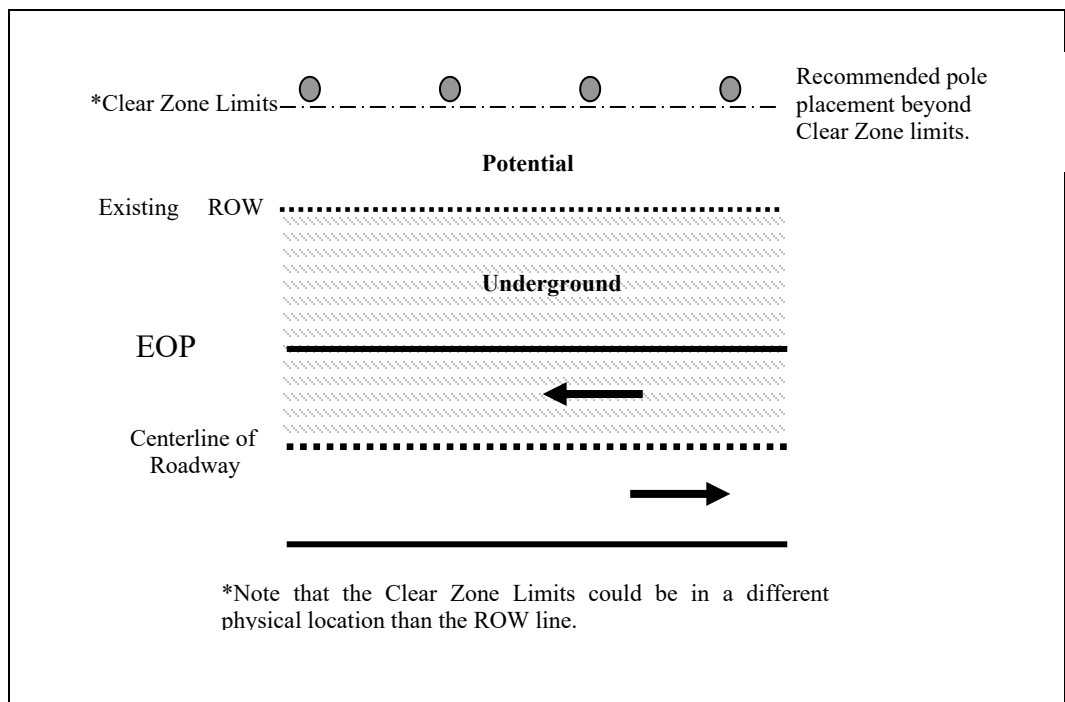 *Clear Zone Limits
Recommended pole
placement beyond
Clear Zone limits.
Potential
Existing ROW
Underground
EOP
Centerline of
Roadway
*Note that the Clear Zone Limits could be in a different
physical location than the ROW line.